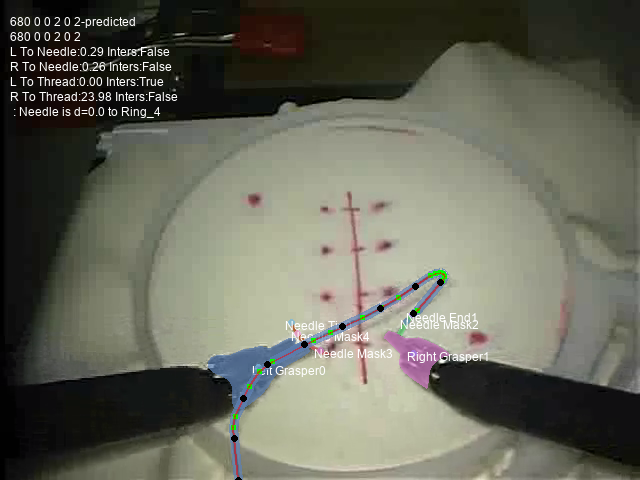 680 0 0 2 0 2-predicted
680 0 0 2 0 2
L To Needle:0.29 Inters:False
R To Needle:0.26 Inters:False
L To Thread:0.00 Inters:True
R To Thread:23.98 Inters:False
: Needle is d=0.0 to Ring_4
Needle End1
Needle Mask2
Needle Mask3
Right Grasper1
Left Grasper0